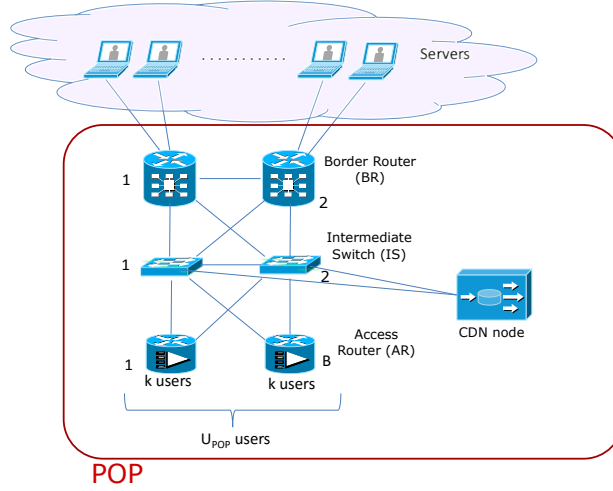 Servers
. . . . . . . . . . .
Border Router
(BR)
1
2
Intermediate
Switch (IS)
1
2
CDN node
Access
Router (AR)
1
B
k users
k users
U_POP users
POP